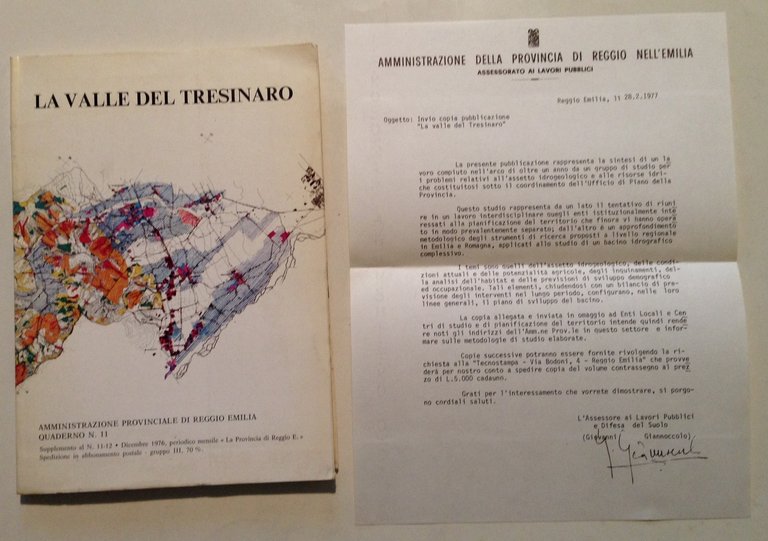 LA VALLE DEL TRESINARO
AMMINISTRAZIONE PROVINCIALE DI REGGIO EMILIA
QUADERNO N. 11
Supplemento al N. 11-12 • Dicembre 1976, periodico mensile « La Provincia di Reggio E. »
Spedizione in abbonamento postale - gruppo III, 70 %.
AMMINISTRAZIONE DELLA PROVINCIA DI REGGIO NELL'EMILIA
ASSESSORATO AI LAVORI PUBBLICI
Reggio Emilia, li 28.2.1977
Oggetto: Invio copia pubblicazione
"La valle del Tresinaro"
La presente pubblicazione rappresenta la sintesi di un la
voro compiuto nell'arco di oltre un anno da un gruppo di studio per
i problemi relativi all'assetto idrogeologico e alle risorse idri-
che costituitosi sotto il coordinamento dell'Ufficio di Piano della
Provincia.
Questo studio rappresenta da un lato il tentativo di riuni
re in un lavoro interdisciplinare quegli enti istituzionalmente inte
ressati alla pianificazione del territorio che finora vi hanno opera
to in modo prevalentemente separato; dall'altro è un approfondimento
metodologico degli strumenti di ricerca proposti a livello regionale
in Emilia e Romagna, applicati allo studio di un bacino idrografico
complessivo.
I temi sono quelli dell'assetto idrogeologico, delle condi-
zioni attuali e delle potenzialità agricole, degli inquinamenti, del-
la analisi dell'habitat e delle previsioni di sviluppo demografico
ed occupazionale. Tali elementi, chiudendosi con un bilancio di pre-
visione degli interventi nel lungo periodo, configurano, nelle loro
linee generali, il piano di sviluppo del bacino.
La copia allegata e inviata in omaggio ad Enti Locali e Cen
tri di studio e di pianificazione del territorio intende quindi rende
re noti gli indirizzi dell'Amm.ne Prov.le in questo settore e infor-
mare sulle metodologie di studio elaborate.
Copie successive potranno essere fornite rivolgendo la ri-
chiesta alla "Tecnostampa - Via Bodoni, 4 - Reggio Emilia" che provve
derà per nostro conto a spedire copia del volume contrassegno al prez
zo di L.5.000 cadauno.
Grati per l'interessamento che vorrete dimostrare, si porgo-
no cordiali saluti.
L'Assessore ai Lavori Pubblici
e Difesa del Suolo
(Giovanni Giannoccolo)